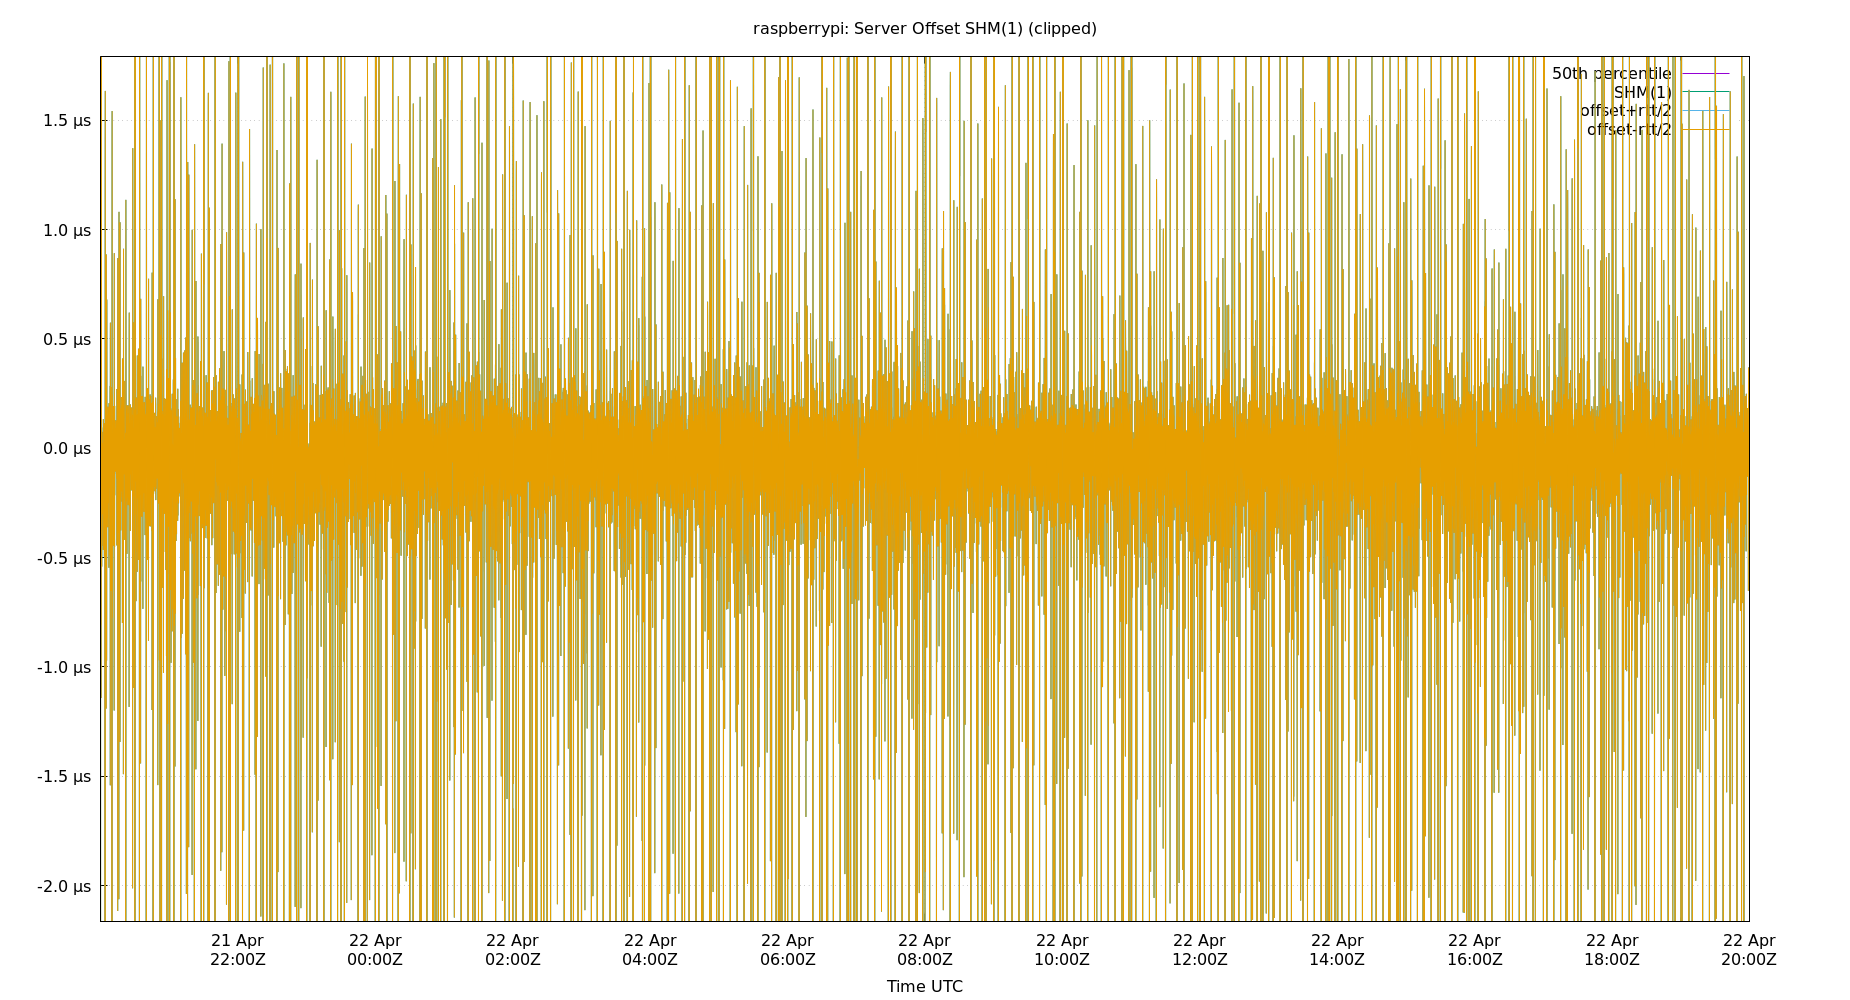 raspberrypi: Server Offset SHM(1) (clipped)
50th percentile
SHM(1)
offset+rtt/2
offset-rtt/2
1.5 µs
1.0 µs
0.5 µs
0.0 µs
-0.5 µs
-1.0 µs
-1.5 µs
-2.0 µs
21 Apr 22 Apr 22 Apr 22 Apr 22 Apr 22 Apr 22 Apr 22 Apr 22 Apr 22 Apr 22 Apr 22 Apr
22:00Z 00:00Z 02:00Z 04:00Z 06:00Z 08:00Z 10:00Z 12:00Z 14:00Z 16:00Z 18:00Z 20:00Z
Time UTC